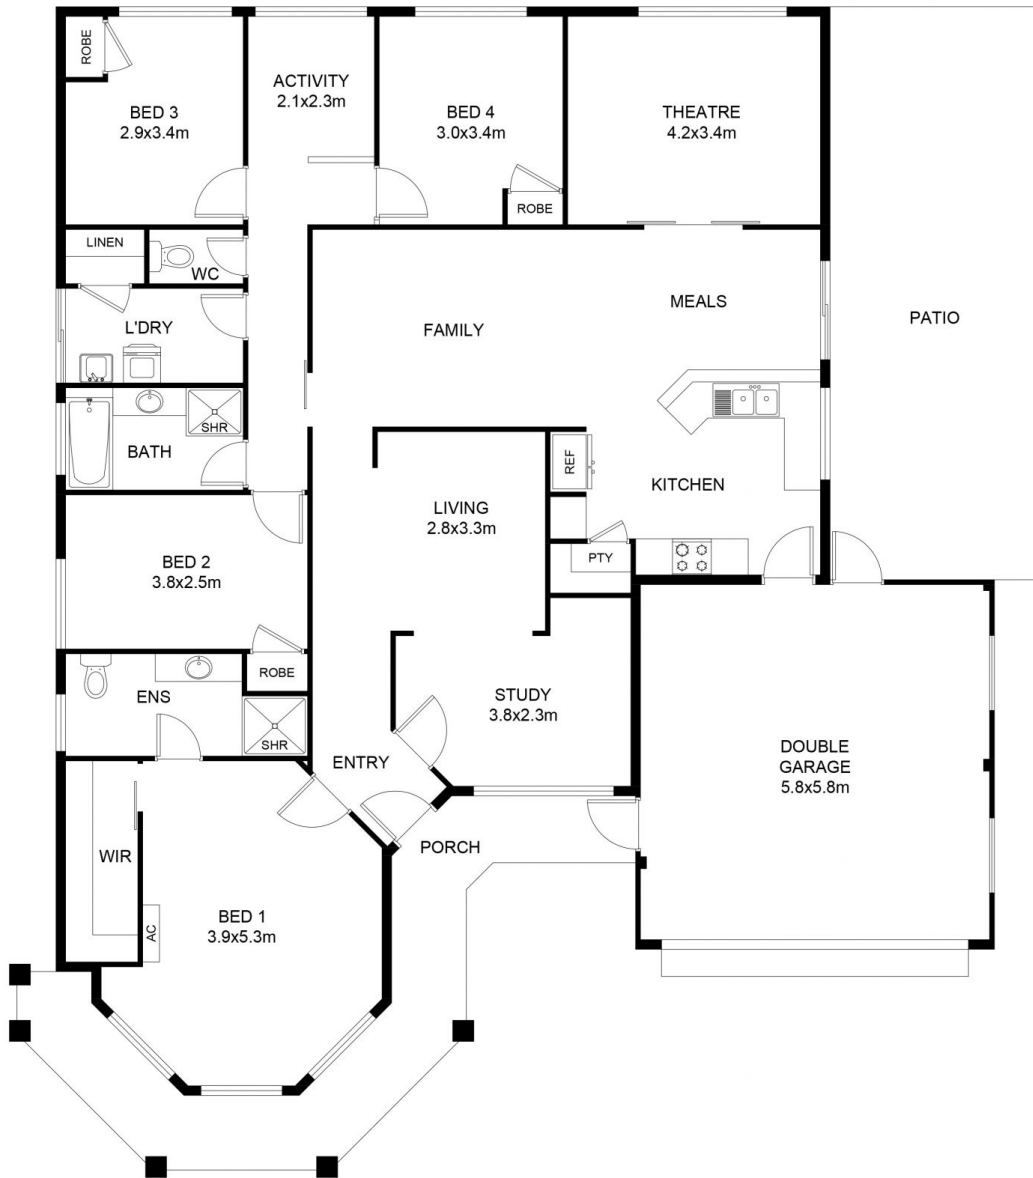 ROBE
BED 3
2.9x3.4m
ACTIVITY
2.1x2.3m
BED 4
3.0x3.4m
ROBE
THEATRE
4.2x3.4m
LINEN
WC
L'DRY
FAMILY
MEALS
PATIO
SHR
BATH
REF
KITCHEN
LIVING
2.8x3.3m
PTY
BED 2
3.8x2.5m
ROBE
ENS
SHR
STUDY
3.8x2.3m
ENTRY
DOUBLE
GARAGE
5.8x5.8m
PORCH
WIR
AC
BED 1
3.9x5.3m